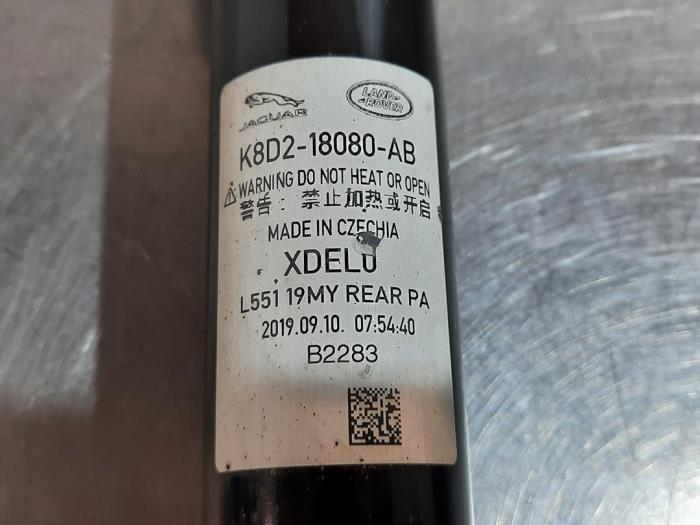 JAGUAR
LAND-
ROVER
K8D2-18080-AB
WARNING DO NOT HEAT OR OPEN
警告：禁止加热或开启
MADE IN CZECHIA
XDEL0
L551 19MY REAR PA
2019.09.10. 07:54:40
B2283